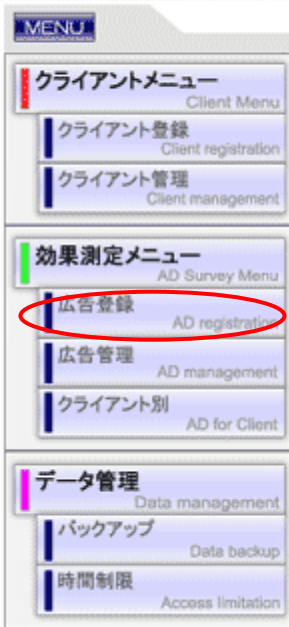 MENU
クライアントメニュー
Client Menu
クライアント登録
Client registration
クライアント管理
Client management
効果測定メニュー
AD Survey Menu
広告登録
AD registration
広告管理
AD management
クライアント別
AD for Client
データ管理
Data management
バックアップ
Data backup
時間制限
Access limitation